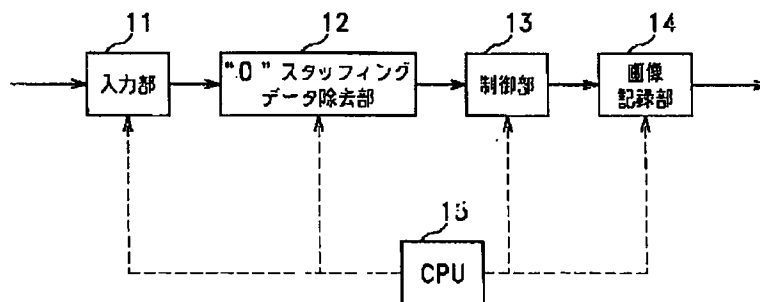 11
12
13
14
入力部
"0" スタッフィング
データ除去部
制御部
画像
記録部
15
CPU